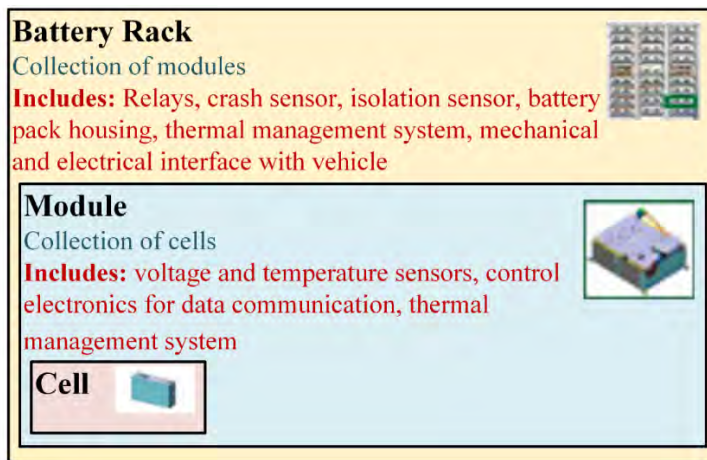 Battery Rack
Collection of modules
Includes: Relays, crash sensor, isolation sensor, battery
pack housing, thermal management system, mechanical
and electrical interface with vehicle
Module
Collection of cells
Includes: voltage and temperature sensors, control
electronics for data communication, thermal
management system
Cell